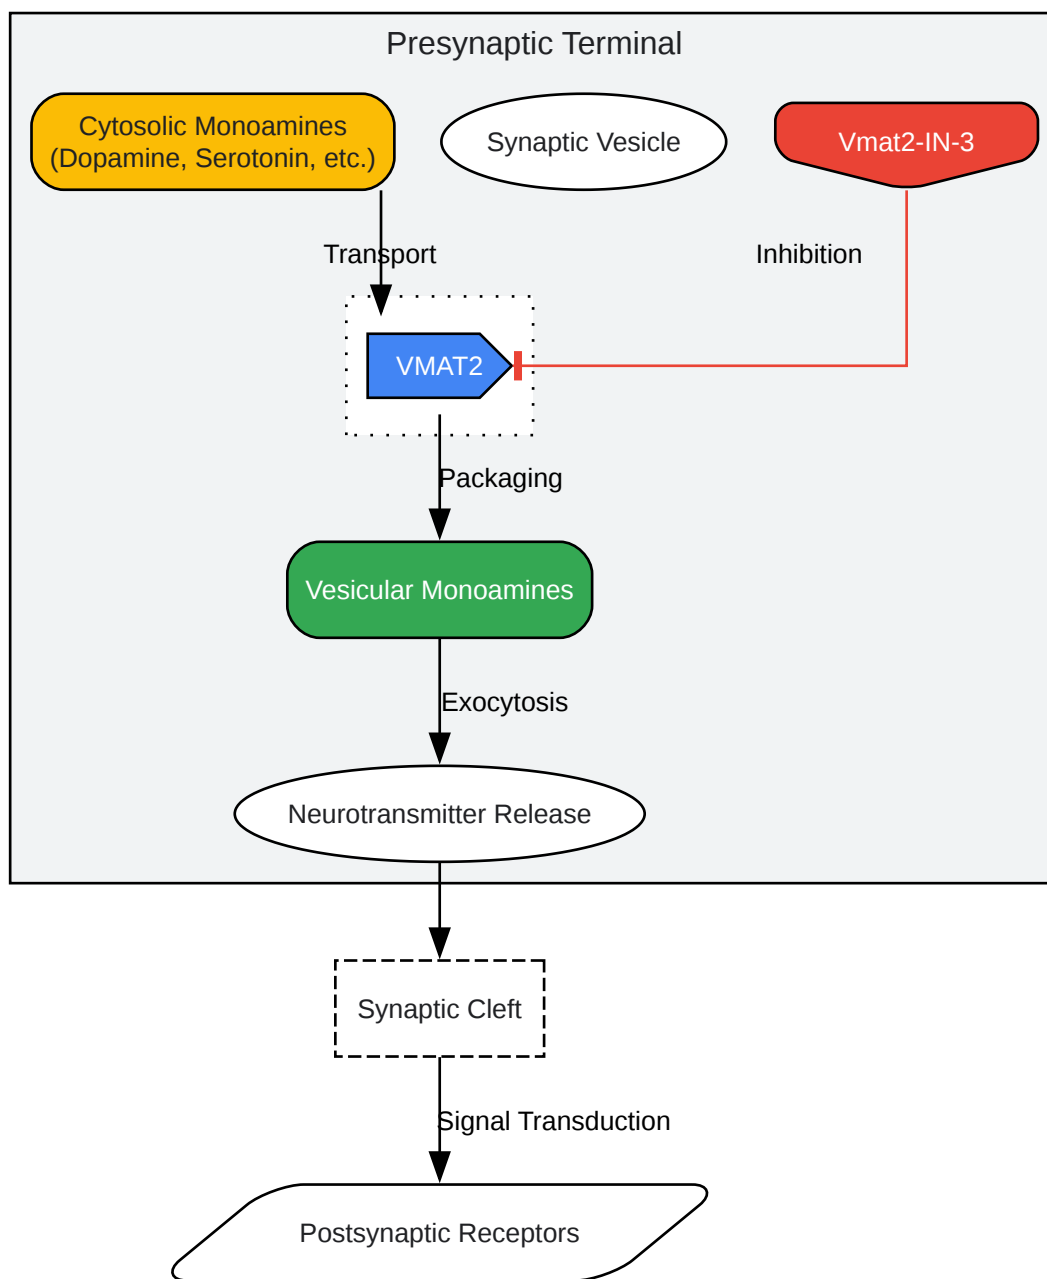 Presynaptic Terminal
Cytosolic Monoamines
(Dopamine, Serotonin, etc.)
Synaptic Vesicle
Vmat2-IN-3
Transport
Inhibition
VMAT2
Packaging
Vesicular Monoamines
Exocytosis
Neurotransmitter Release
Synaptic Cleft
Signal Transduction
Postsynaptic Receptors